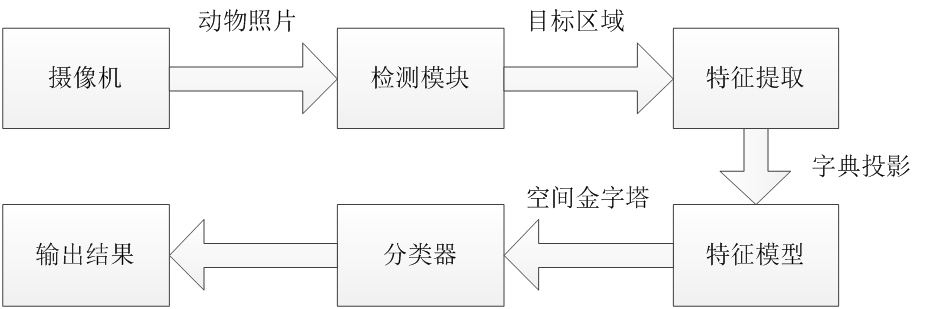 动物照片
目标区域
摄像机
检测模块
特征提取
字典投影
空间金字塔
输出结果
分类器
特征模型